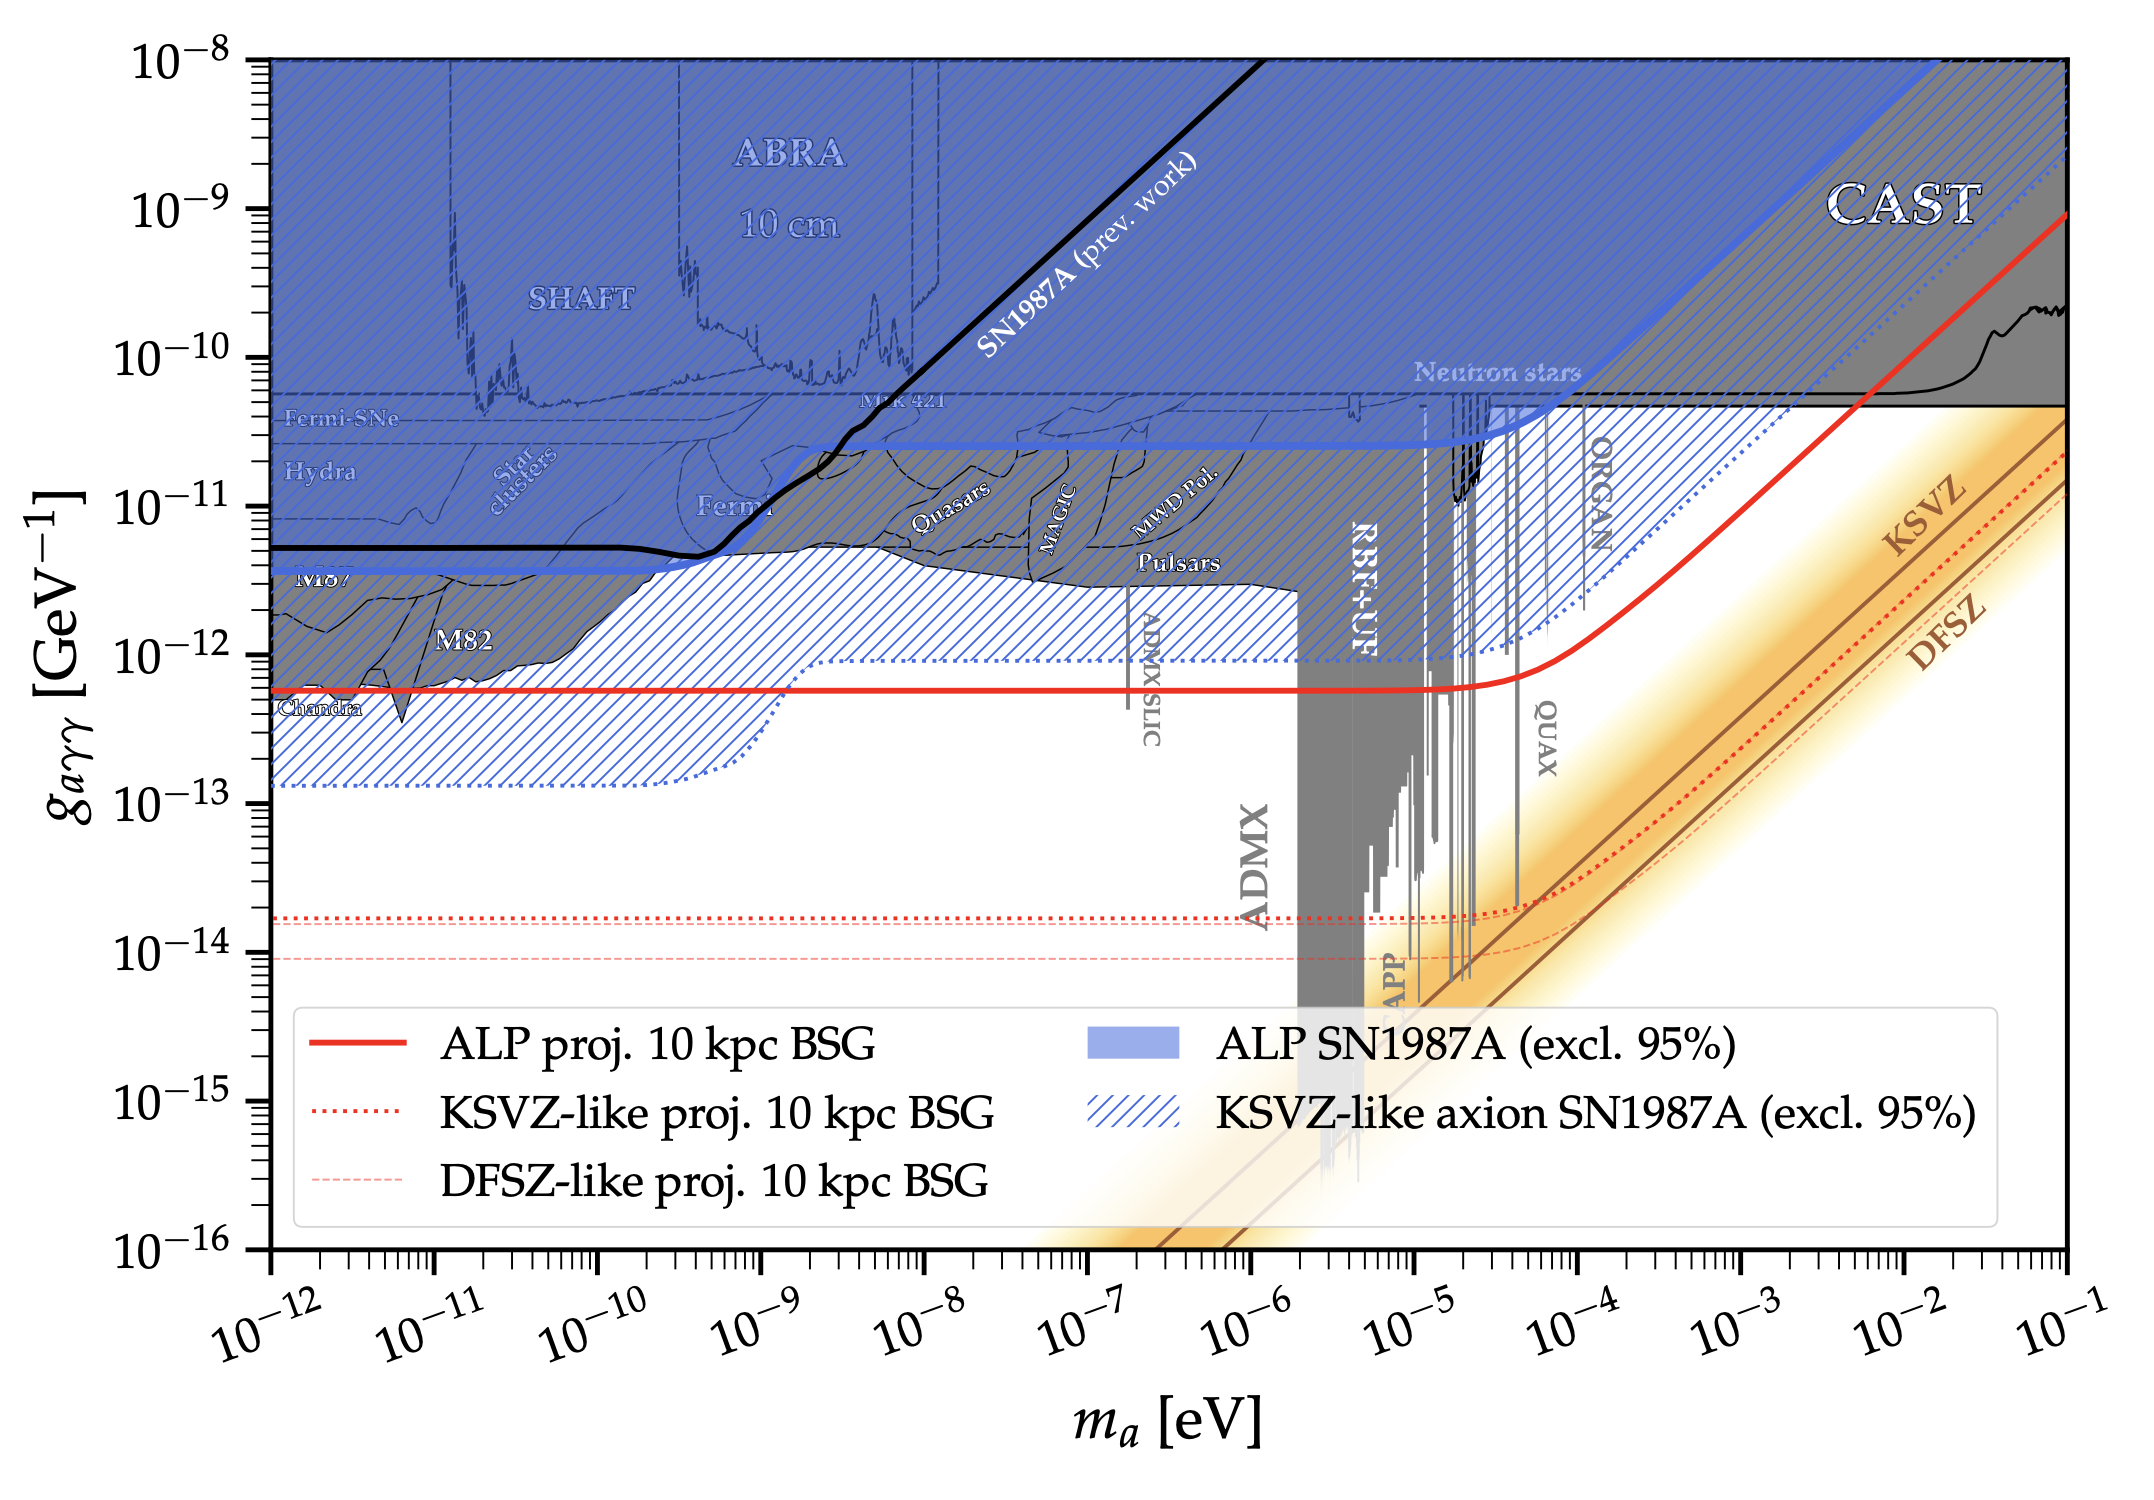 10⁻⁸
10⁻⁹
10⁻¹⁰
10⁻¹¹
10⁻¹²
10⁻¹³
10⁻¹⁴
10⁻¹⁵
10⁻¹⁶
g_aγγ [GeV⁻¹]
ABRA
10 cm
SHAFT
SN1987A (prev. work)
CAST
Neutron stars
Mrk 421
Fermi-SNe
Hydra
Star
clusters
Fermi
Quasars
MAGIC
MWD Pol.
Pulsars
M87
M82
Chandra
RBF+UF
ORGAN
ADMX SLIC
QUAX
ADMX
CAPP
KSVZ
DFSZ
ALP proj. 10 kpc BSG
KSVZ-like proj. 10 kpc BSG
DFSZ-like proj. 10 kpc BSG
ALP SN1987A (excl. 95%)
KSVZ-like axion SN1987A (excl. 95%)
10⁻¹²
10⁻¹¹
10⁻¹⁰
10⁻⁹
10⁻⁸
10⁻⁷
10⁻⁶
10⁻⁵
10⁻⁴
10⁻³
10⁻²
10⁻¹
m_a [eV]